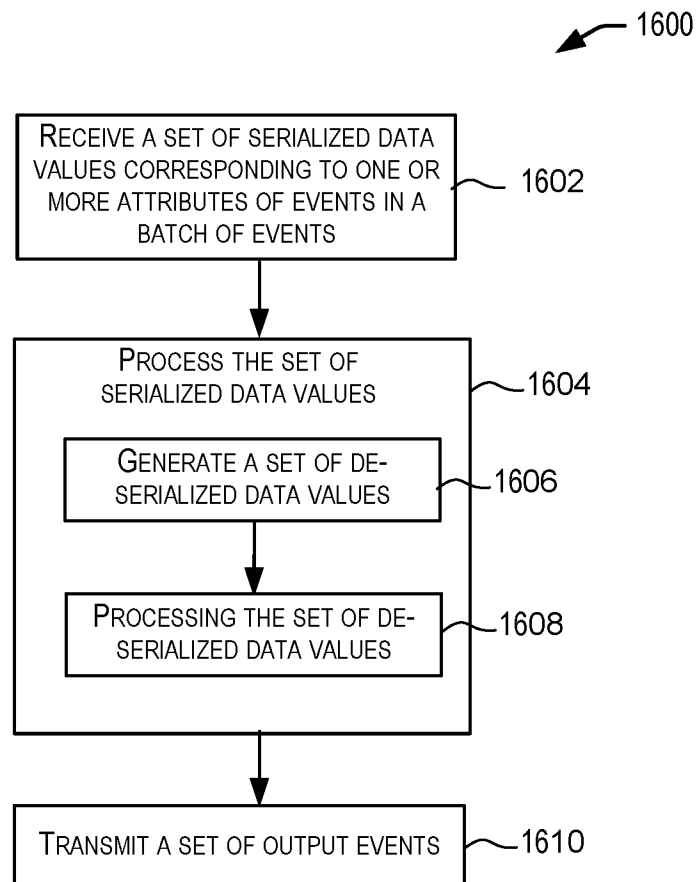 1600
RECEIVE A SET OF SERIALIZED DATA
VALUES CORRESPONDING TO ONE OR
MORE ATTRIBUTES OF EVENTS IN A
BATCH OF EVENTS
1602
PROCESS THE SET OF
SERIALIZED DATA VALUES
1604
GENERATE A SET OF DE-
SERIALIZED DATA VALUES
1606
PROCESSING THE SET OF DE-
SERIALIZED DATA VALUES
1608
TRANSMIT A SET OF OUTPUT EVENTS
1610